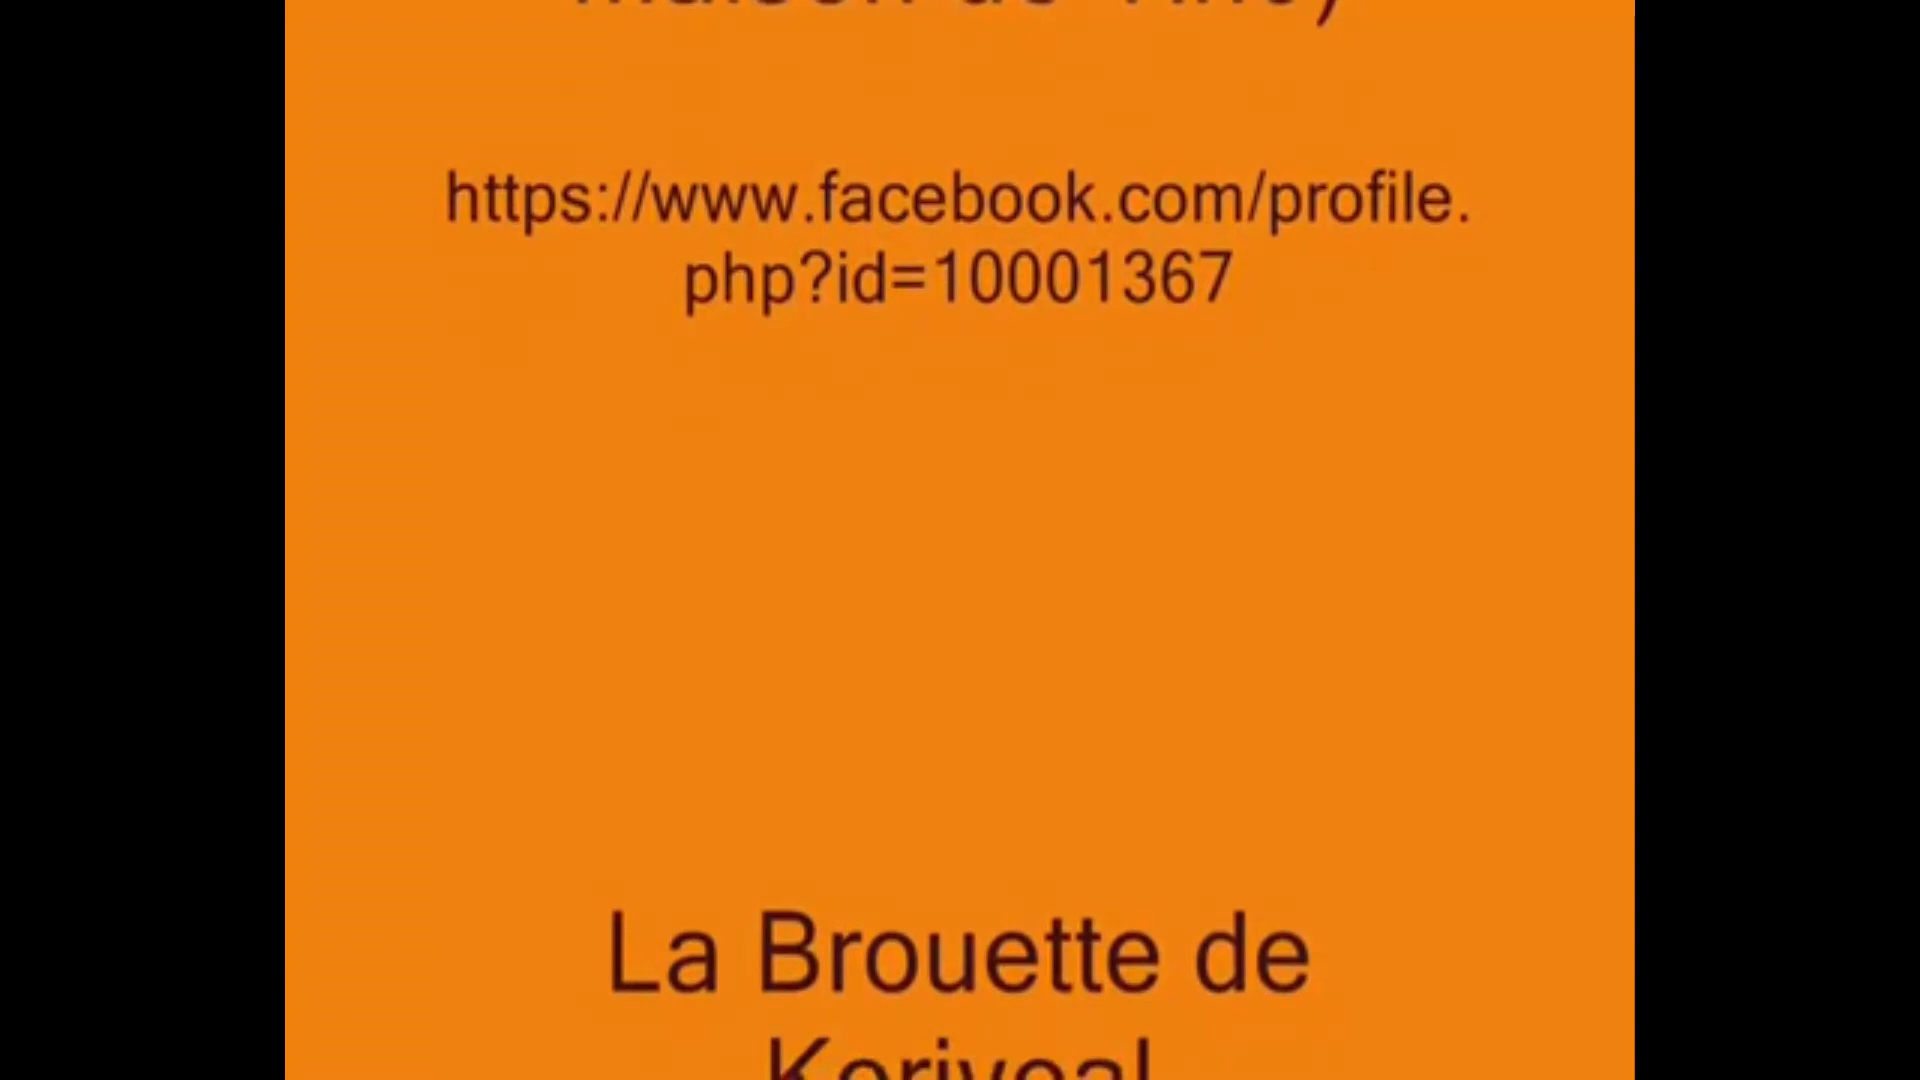 https://www.facebook.com/profile.
php?id=10001367
La Brouette de